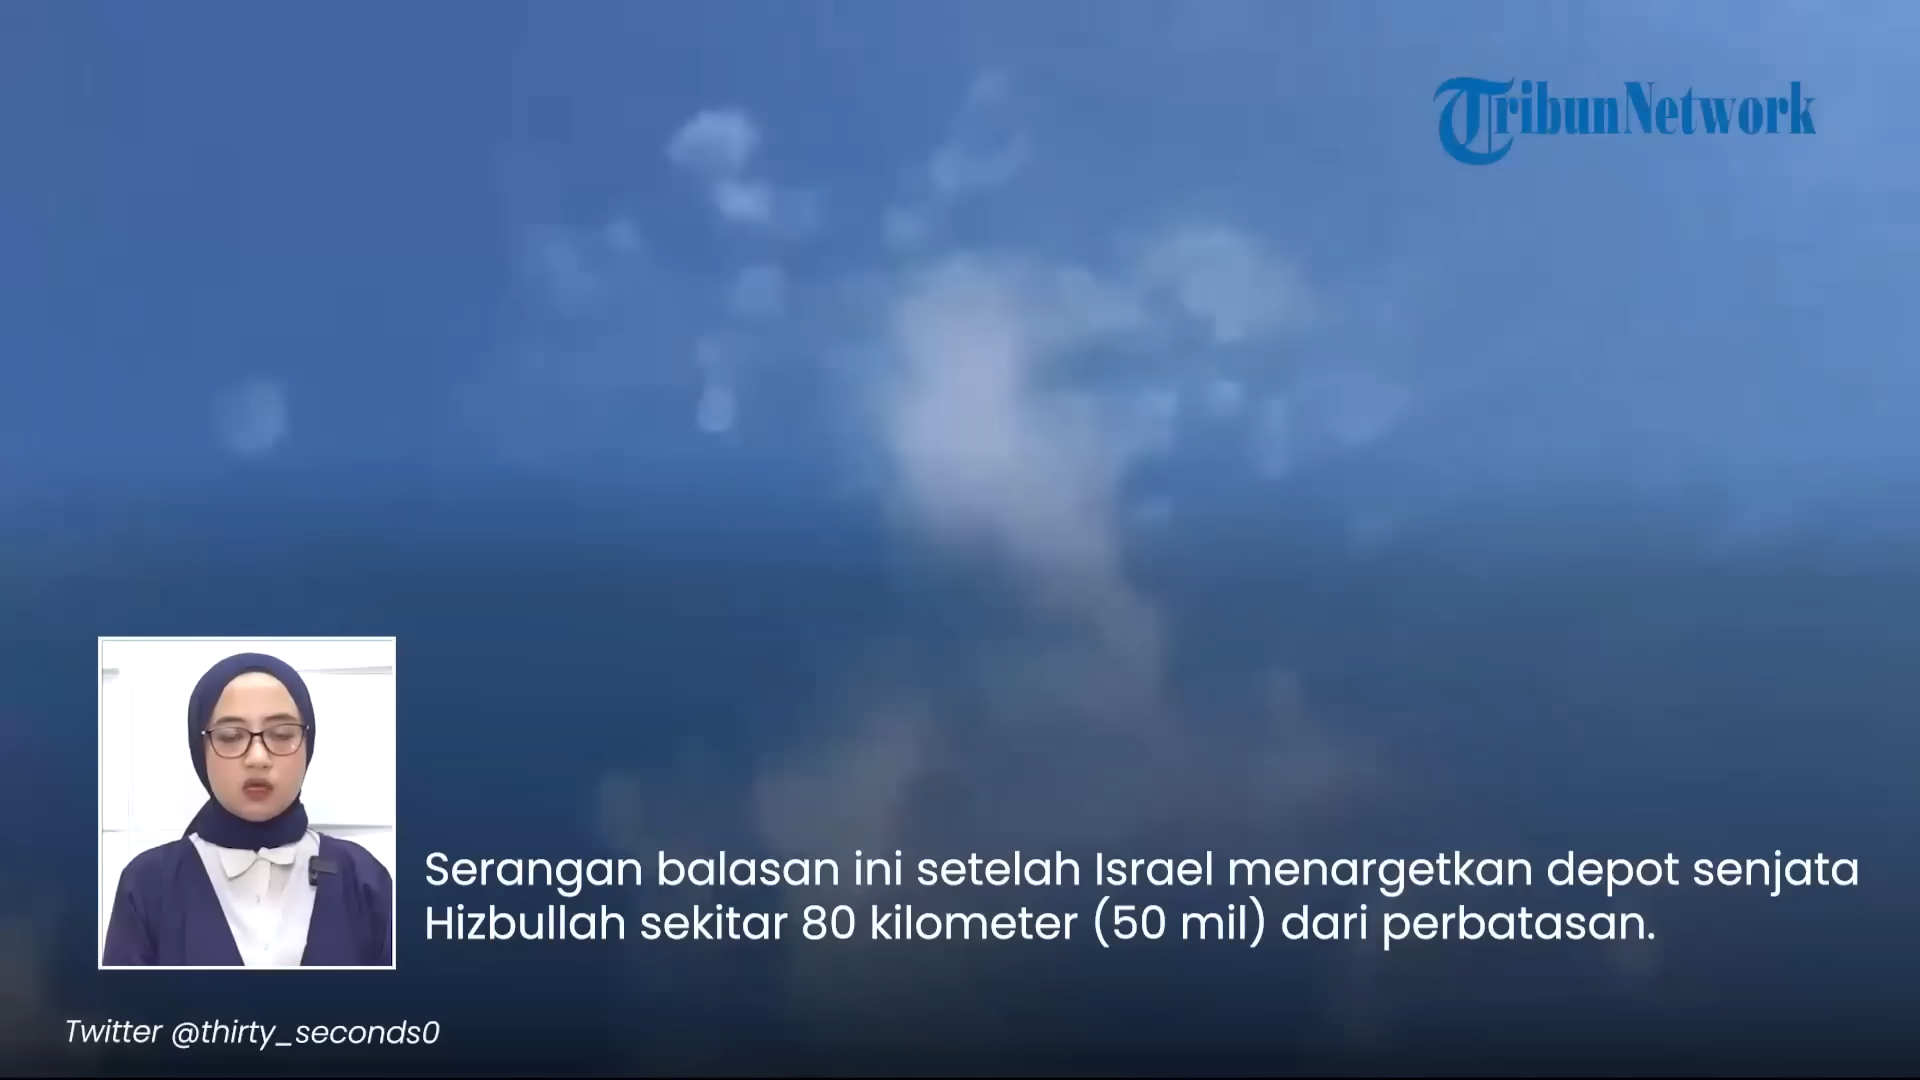 TribunNetwork
Serangan balasan ini setelah Israel menargetkan depot senjata
Hizbullah sekitar 80 kilometer (50 mil) dari perbatasan.
Twitter @thirty_seconds0